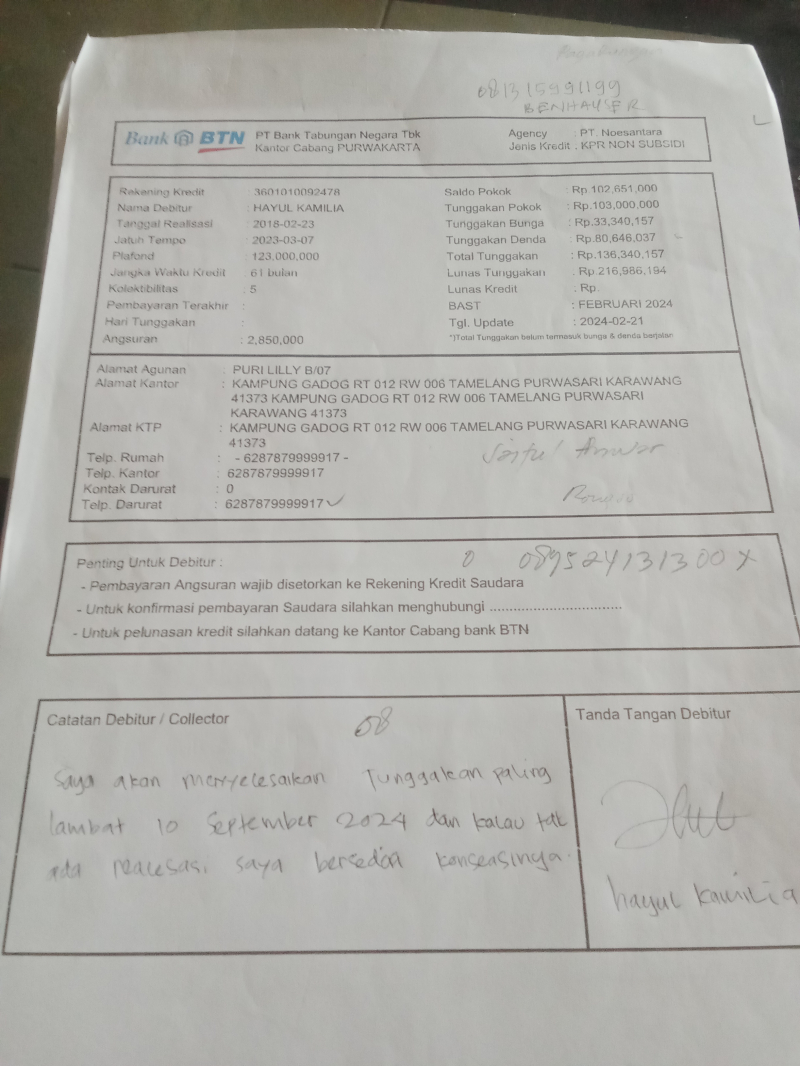 081315991199
BENHAUSER
Bank BTN PT Bank Tabungan Negara Tbk
Kantor Cabang PURWAKARTA
Agency : PT. Noesantara
Jenis Kredit : KPR NON SUBSIDI
Rekening Kredit : 3601010092478
Nama Debitur : HAYUL KAMILIA
Tanggal Realisasi : 2018-02-23
Jatuh Tempo : 2023-03-07
Plafond : 123,000,000
Jangka Waktu Kredit : 61 bulan
Kolektibilitas : 5
Pembayaran Terakhir :
Hari Tunggakan :
Angsuran : 2,850,000
Saldo Pokok : Rp.102,651,000
Tunggakan Pokok : Rp.103,000,000
Tunggakan Bunga : Rp.33,340,157
Tunggakan Denda : Rp.80,646,037
Total Tunggakan : Rp.136,340,157
Lunas Tunggakan : Rp.216,986,194
Lunas Kredit : Rp.
BAST : FEBRUARI 2024
Tgl. Update : 2024-02-21
*)Total Tunggakan belum termasuk bunga & denda berjalan
Alamat Agunan : PURI LILLY B/07
Alamat Kantor : KAMPUNG GADOG RT 012 RW 006 TAMELANG PURWASARI KARAWANG
41373 KAMPUNG GADOG RT 012 RW 006 TAMELANG PURWASARI
KARAWANG 41373
Alamat KTP : KAMPUNG GADOG RT 012 RW 006 TAMELANG PURWASARI KARAWANG
41373
Telp. Rumah : - 6287879999917 -
Telp. Kantor : 6287879999917
Kontak Darurat : 0
Telp. Darurat : 6287879999917
Anwar
Penting Untuk Debitur :
0 089524131300 X
- Pembayaran Angsuran wajib disetorkan ke Rekening Kredit Saudara
- Untuk konfirmasi pembayaran Saudara silahkan menghubungi .................................
- Untuk pelunasan kredit silahkan datang ke Kantor Cabang bank BTN
Catatan Debitur / Collector
08
Saya akan menyelesaikan Tunggakan paling
lambat 10 September 2024 dan kalau tak
ada realesasi saya bersedia konseasinya.
Tanda Tangan Debitur
hayul kamilia